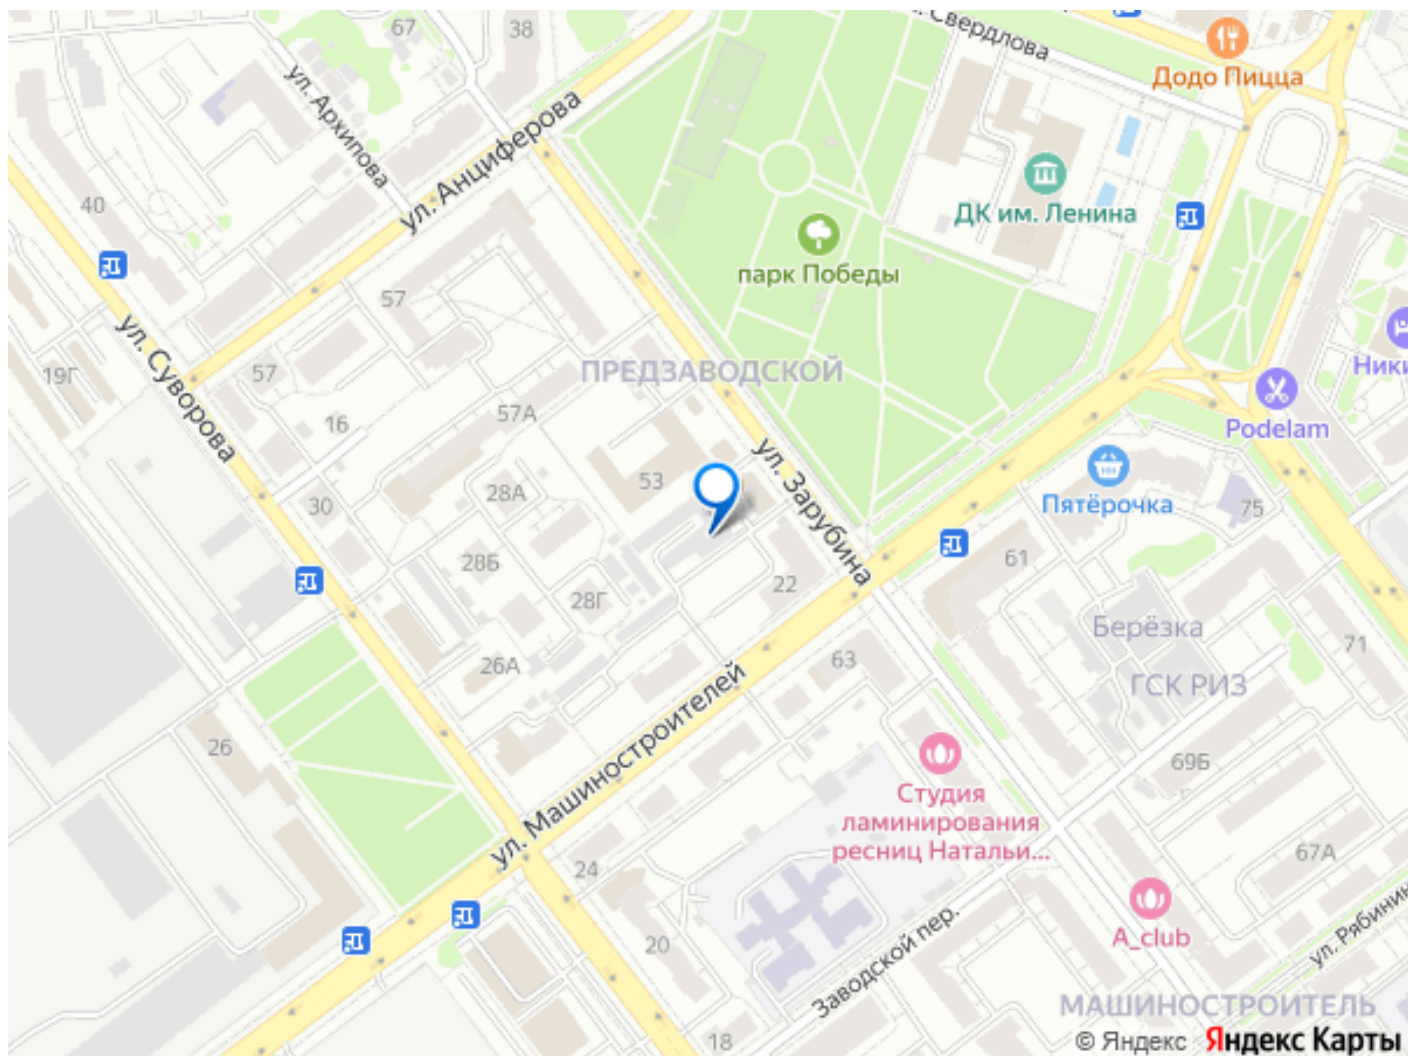 67
38
. Свердлова
Додо Пицца
ул. Архипова
ул. Анциферова
ДК им. Ленина
40
парк Победы
57
ул. Суворова
19Г
57
ПРЕДЗАВОДСКОЙ
Ники
Podelam
16
57А
ул. Зарубина
53
28А
30
Пятёрочка
75
28Б
61
28Г
22
Берёзка
26А
63
71
ГСК РИЗ
ул. Машиностроителей
26
69Б
Студия
ламинирования
ресниц Натальи...
24
67А
20
A_club
Заводской пер.
ул. Рябинин
18
МАШИНОСТРОИТЕЛЬ
© Яндекс Яндекс Карты